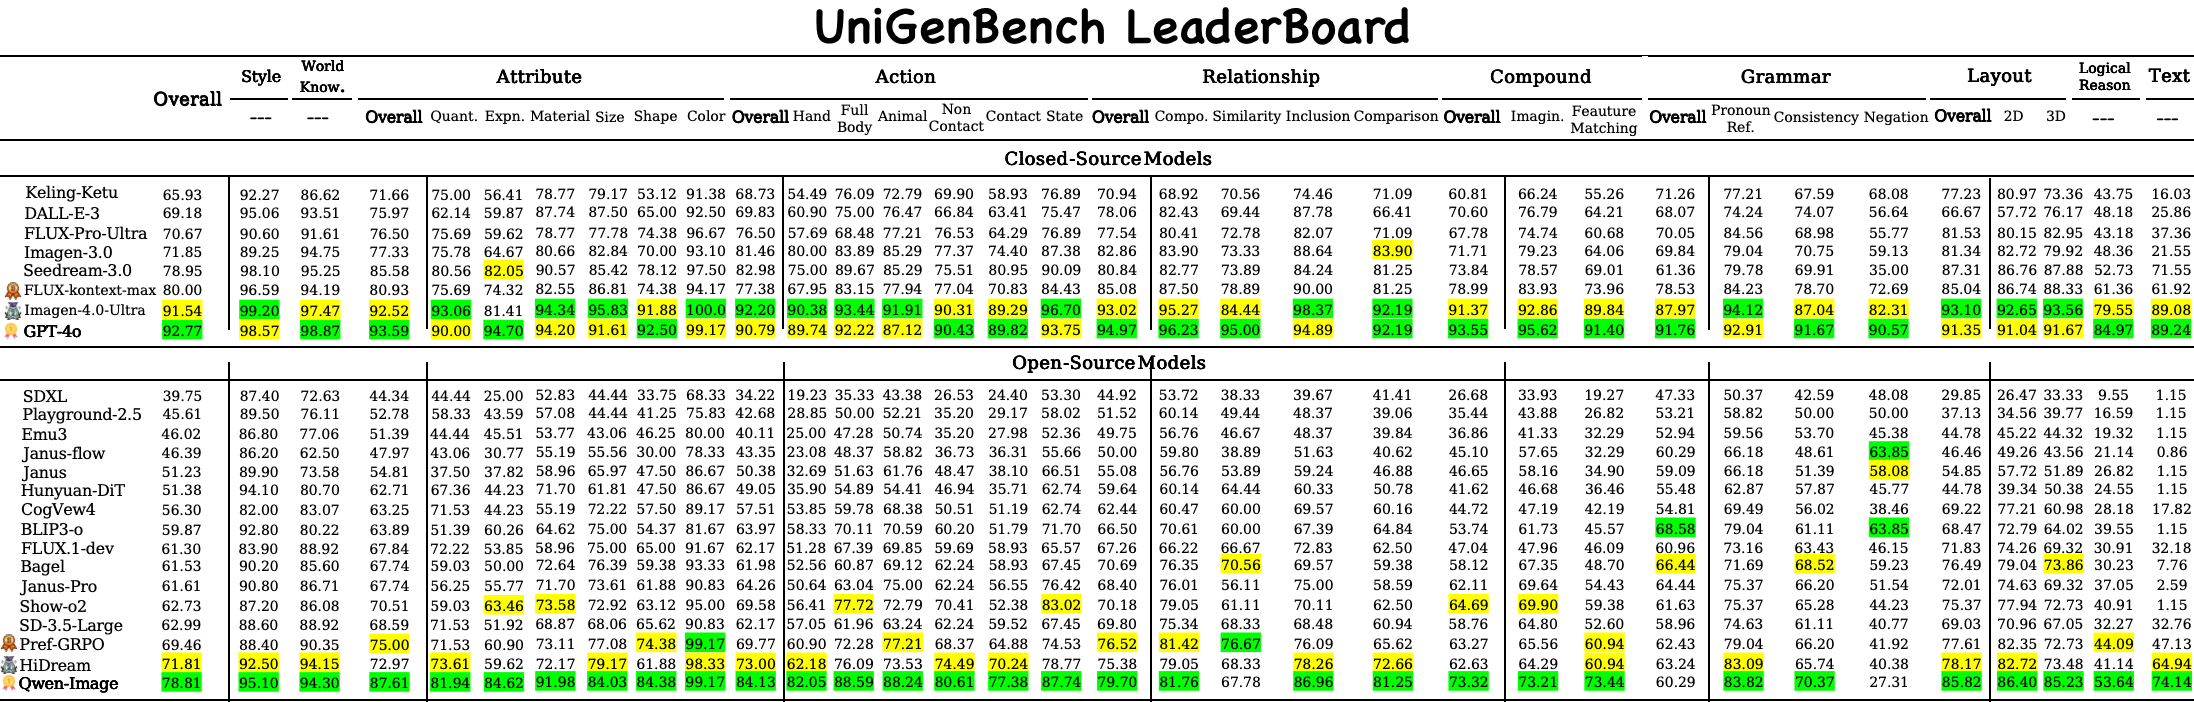 UniGenBench LeaderBoard
Overall Style World Know. Attribute Action Relationship Compound Grammar Layout Logical Reason Text
--- --- Overall Quant. Expn. Material Size Shape Color Overall Hand Full Body Animal Non Contact Contact State Overall Compo. Similarity Inclusion Comparison Overall Imagin. Feauture Matching Overall Pronoun Ref. Consistency Negation Overall 2D 3D --- ---
Closed-Source Models
Keling-Ketu 65.93 92.27 86.62 71.66 75.00 56.41 78.77 79.17 53.12 91.38 68.73 54.49 76.09 72.79 69.90 58.93 76.89 70.94 68.92 70.56 74.46 71.09 60.81 66.24 55.26 71.26 77.21 67.59 68.08 77.23 80.97 73.36 43.75 16.03
DALL-E-3 69.18 95.06 93.51 75.97 62.14 59.87 87.74 87.50 65.00 92.50 69.83 60.90 75.00 76.47 66.84 63.41 75.47 78.06 82.43 69.44 87.78 66.41 70.60 76.79 64.21 68.07 74.24 74.07 56.64 66.67 57.72 76.17 48.18 25.86
FLUX-Pro-Ultra 70.67 90.60 91.61 76.50 75.69 59.62 78.77 77.78 74.38 96.67 76.50 57.69 68.48 77.21 76.53 64.29 76.89 77.54 80.41 72.78 82.07 71.09 67.78 74.74 60.68 70.05 84.56 68.98 55.77 81.53 80.15 82.95 43.18 37.36
Imagen-3.0 71.85 89.25 94.75 77.33 75.78 64.67 80.66 82.84 70.00 93.10 81.46 80.00 83.89 85.29 77.37 74.40 87.38 82.86 83.90 73.33 88.64 83.90 71.71 79.23 64.06 69.84 79.04 70.75 59.13 81.34 82.72 79.92 48.36 21.55
Seedream-3.0 78.95 98.10 95.25 85.58 80.56 82.05 90.57 85.42 78.12 97.50 82.98 75.00 89.67 85.29 75.51 80.95 90.09 80.84 82.77 73.89 84.24 81.25 73.84 78.57 69.01 61.36 79.78 69.91 35.00 87.31 86.76 87.88 52.73 71.55
FLUX-kontext-max 80.00 96.59 94.19 80.93 75.69 74.32 82.55 86.81 74.38 94.17 77.38 67.95 83.15 77.94 77.04 70.83 84.43 85.08 87.50 78.89 90.00 81.25 78.99 83.93 73.96 78.53 84.23 78.70 72.69 85.04 86.74 88.33 61.36 61.92
Imagen-4.0-Ultra 91.54 99.20 97.47 92.52 93.06 81.41 94.34 95.83 91.88 100.0 92.20 90.38 93.44 91.91 90.31 89.29 96.70 93.02 95.27 84.44 98.37 92.19 91.37 92.86 89.84 87.97 94.12 87.04 82.31 93.10 92.65 93.56 79.55 89.08
GPT-4o 92.77 98.57 98.87 93.59 90.00 94.70 94.20 91.61 92.50 99.17 90.79 89.74 92.22 87.12 90.43 89.82 93.75 94.97 96.23 95.00 94.89 92.19 93.55 95.62 91.40 91.76 92.91 91.67 90.57 91.35 91.04 91.67 84.97 89.24
Open-Source Models
SDXL 39.75 87.40 72.63 44.34 44.44 25.00 52.83 44.44 33.75 68.33 34.22 19.23 35.33 43.38 26.53 24.40 53.30 44.92 53.72 38.33 39.67 41.41 26.68 33.93 19.27 47.33 50.37 42.59 48.08 29.85 26.47 33.33 9.55 1.15
Playground-2.5 45.61 89.50 76.11 52.78 58.33 43.59 57.08 44.44 41.25 75.83 42.68 28.85 50.00 52.21 35.20 29.17 58.02 51.52 60.14 49.44 48.37 39.06 35.44 43.88 26.82 53.21 58.82 50.00 50.00 37.13 34.56 39.77 16.59 1.15
Emu3 46.02 86.80 77.06 51.39 44.44 45.51 53.77 43.06 46.25 80.00 40.11 25.00 47.28 50.74 35.20 27.98 52.36 49.75 56.76 46.67 48.37 39.84 36.86 41.33 32.29 52.94 59.56 53.70 45.38 44.78 45.22 44.32 19.32 1.15
Janus-flow 46.39 86.20 62.50 47.97 43.06 30.77 55.19 55.56 30.00 78.33 43.35 23.08 48.37 58.82 36.73 36.31 55.66 50.00 59.80 38.89 51.63 40.62 45.10 57.65 32.29 60.29 66.18 48.61 63.85 46.46 49.26 43.56 21.14 0.86
Janus 51.23 89.90 73.58 54.81 37.50 37.82 58.96 65.97 47.50 86.67 50.38 32.69 51.63 61.76 48.47 38.10 66.51 55.08 56.76 53.89 59.24 46.88 46.65 58.16 34.90 59.09 66.18 51.39 58.08 54.85 57.72 51.89 26.82 1.15
Hunyuan-DiT 51.38 94.10 80.70 62.71 67.36 44.23 71.70 61.81 47.50 86.67 49.05 35.90 54.89 54.41 46.94 35.71 62.74 59.64 60.14 64.44 60.33 50.78 41.62 46.68 36.46 55.48 62.87 57.87 45.77 44.78 39.34 50.38 24.55 1.15
CogVew4 56.30 82.00 83.07 63.25 71.53 44.23 55.19 72.22 57.50 89.17 57.51 53.85 59.78 68.38 50.51 51.19 62.74 62.44 60.47 60.00 69.57 60.16 44.72 47.19 42.19 54.81 69.49 56.02 38.46 69.22 77.21 60.98 28.18 17.82
BLIP3-o 59.87 92.80 80.22 63.89 51.39 60.26 64.62 75.00 54.37 81.67 63.97 58.33 70.11 70.59 60.20 51.79 71.70 66.50 70.61 60.00 67.39 64.84 53.74 61.73 45.57 68.58 79.04 61.11 63.85 68.47 72.79 64.02 39.55 1.15
FLUX.1-dev 61.30 83.90 88.92 67.84 72.22 53.85 58.96 75.00 65.00 91.67 62.17 51.28 67.39 69.85 59.69 58.93 65.57 67.26 66.22 66.67 72.83 62.50 47.04 47.96 46.09 60.96 73.16 63.43 46.15 71.83 74.26 69.32 30.91 32.18
Bagel 61.53 90.20 85.60 67.74 59.03 50.00 72.64 76.39 59.38 93.33 61.98 52.56 60.87 69.12 62.24 58.93 67.45 70.69 76.35 70.56 69.57 59.38 58.12 67.35 48.70 66.44 71.69 68.52 59.23 76.49 79.04 73.86 30.23 7.76
Janus-Pro 61.61 90.80 86.71 67.74 56.25 55.77 71.70 73.61 61.88 90.83 64.26 50.64 63.04 75.00 62.24 56.55 76.42 68.40 76.01 56.11 75.00 58.59 62.11 69.64 54.43 64.44 75.37 66.20 51.54 72.01 74.63 69.32 37.05 2.59
Show-o2 62.73 87.20 86.08 70.51 59.03 63.46 73.58 72.92 63.12 95.00 69.58 56.41 77.72 72.79 70.41 52.38 83.02 70.18 79.05 61.11 70.11 62.50 64.69 69.90 59.38 61.63 75.37 65.28 44.23 75.37 77.94 72.73 40.91 1.15
SD-3.5-Large 62.99 88.60 88.92 68.59 71.53 51.92 68.87 68.06 65.62 90.83 62.17 57.05 61.96 63.24 62.24 59.52 67.45 69.80 75.34 68.33 68.48 60.94 58.76 64.80 52.60 58.96 74.63 61.11 40.77 69.03 70.96 67.05 32.27 32.76
Pref-GRPO 69.46 88.40 90.35 75.00 71.53 60.90 73.11 77.08 74.38 99.17 69.77 60.90 72.28 77.21 68.37 64.88 74.53 76.52 81.42 76.67 76.09 65.62 63.27 65.56 60.94 62.43 79.04 66.20 41.92 77.61 82.35 72.73 44.09 47.13
HiDream 71.81 92.50 94.15 72.97 73.61 59.62 72.17 79.17 61.88 98.33 73.00 62.18 76.09 73.53 74.49 70.24 78.77 75.38 79.05 68.33 78.26 72.66 62.63 64.29 60.94 63.24 83.09 65.74 40.38 78.17 82.72 73.48 41.14 64.94
Qwen-Image 78.81 95.10 94.30 87.61 81.94 84.62 91.98 84.03 84.38 99.17 84.13 82.05 88.59 88.24 80.61 77.38 87.74 79.70 81.76 67.78 86.96 81.25 73.32 73.21 73.44 60.29 83.82 70.37 27.31 85.82 86.40 85.23 53.64 74.14